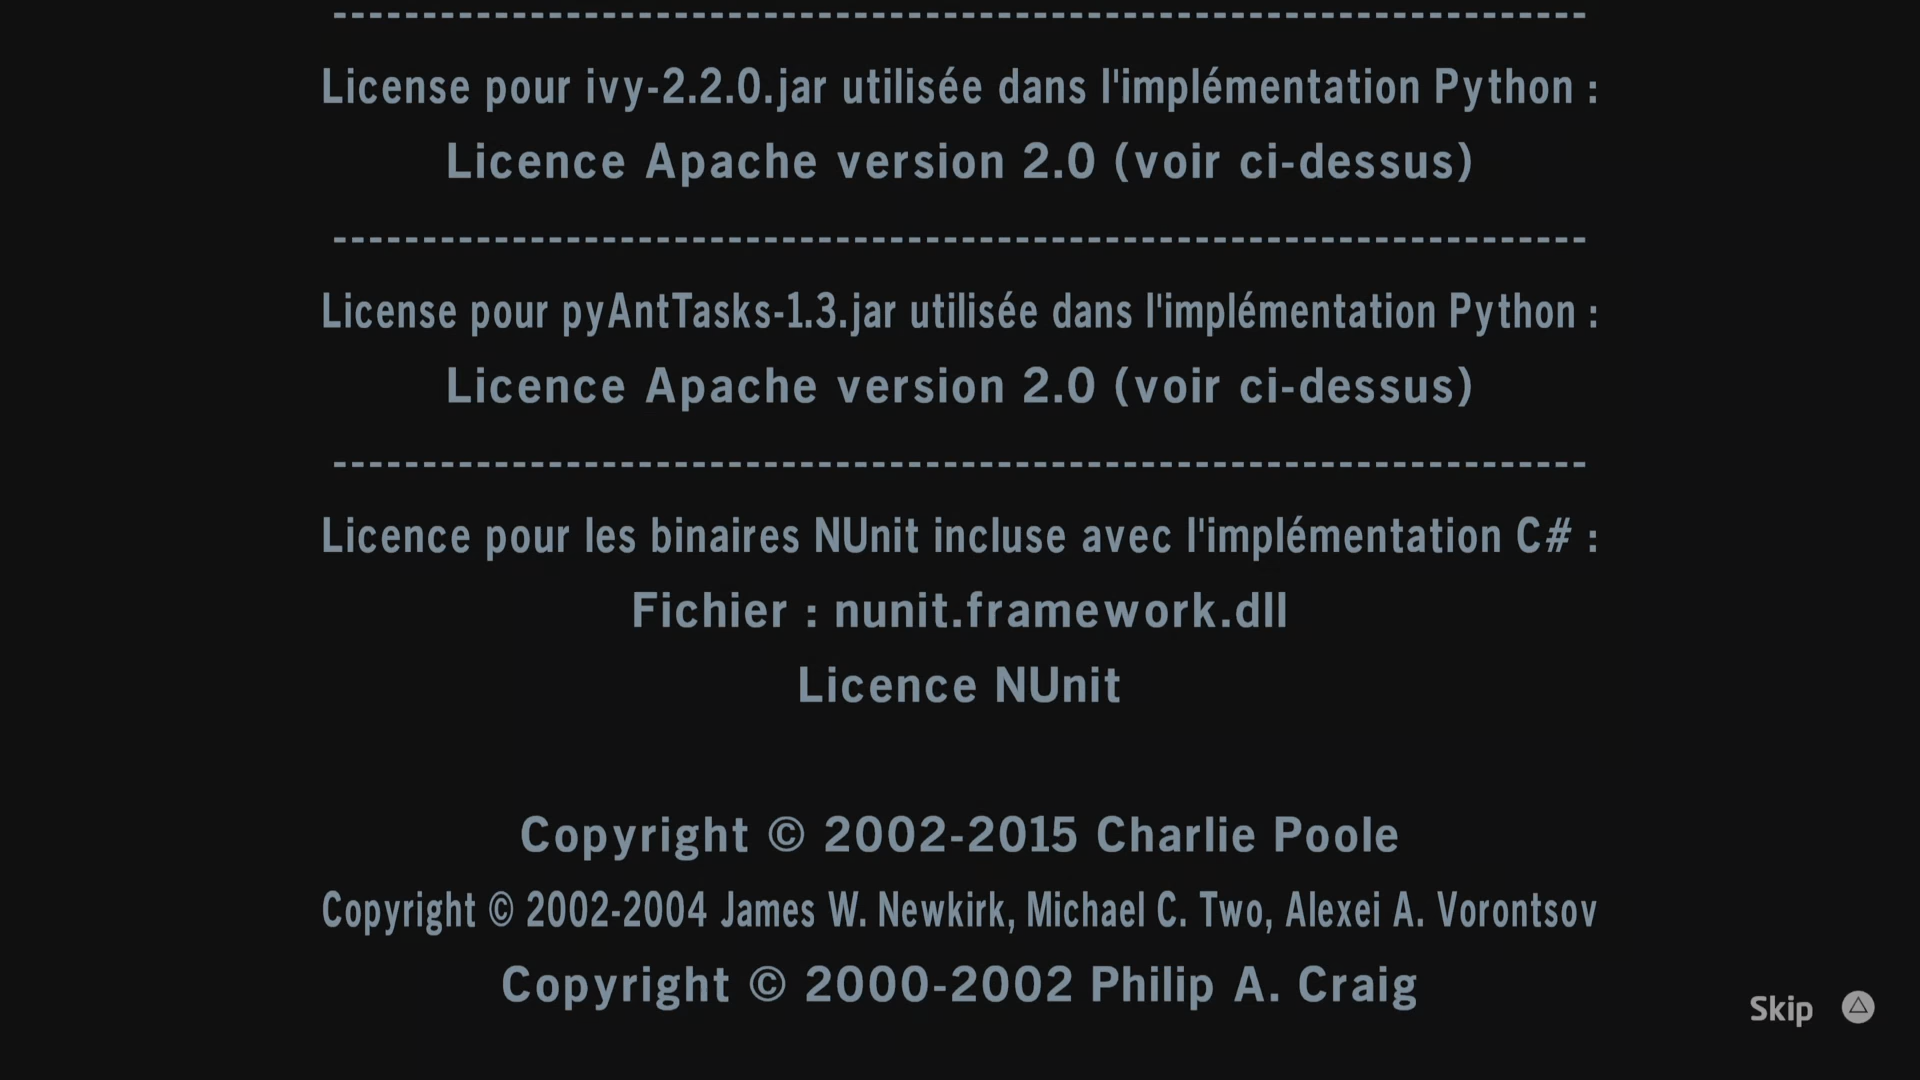 ----------------------------------------------------------------------
License pour ivy-2.2.0.jar utilisée dans l'implémentation Python :
Licence Apache version 2.0 (voir ci-dessus)
----------------------------------------------------------------------
License pour pyAntTasks-1.3.jar utilisée dans l'implémentation Python :
Licence Apache version 2.0 (voir ci-dessus)
----------------------------------------------------------------------
Licence pour les binaires NUnit incluse avec l'implémentation C# :
Fichier : nunit.framework.dll
Licence NUnit
Copyright © 2002-2015 Charlie Poole
Copyright © 2002-2004 James W. Newkirk, Michael C. Two, Alexei A. Vorontsov
Copyright © 2000-2002 Philip A. Craig
Skip